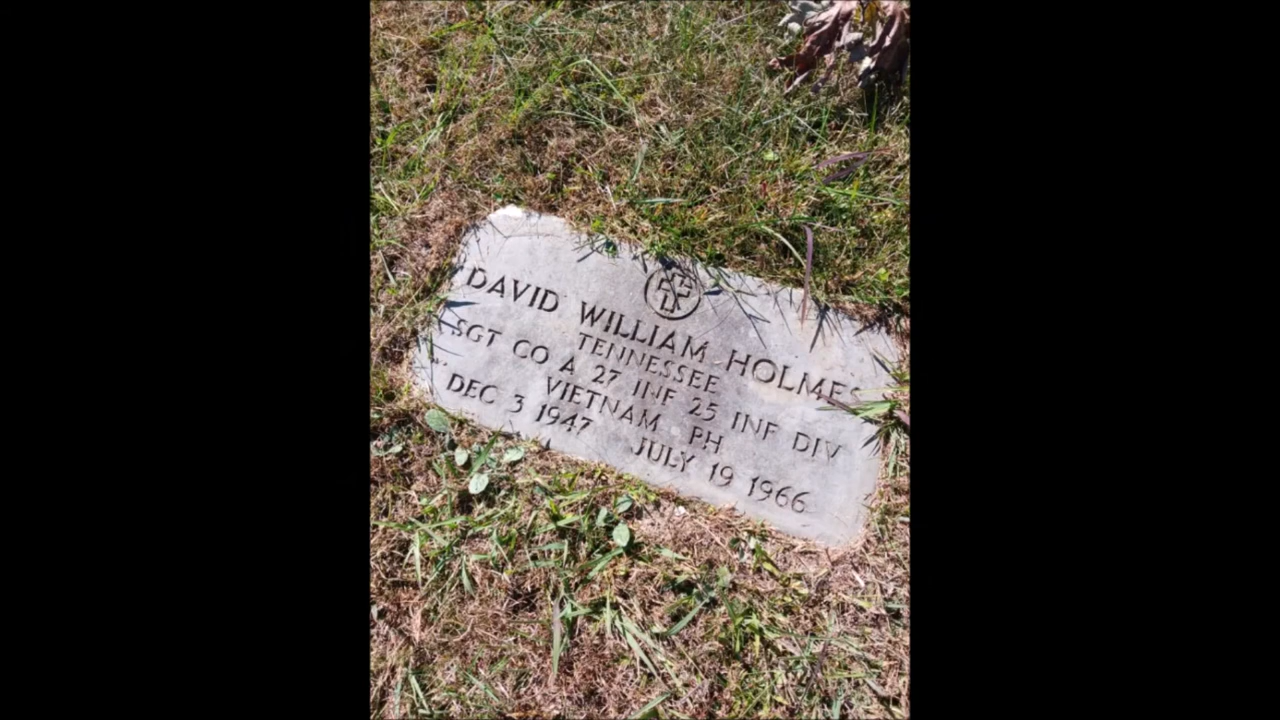 DAVID WILLIAM HOLMES
TENNESSEE
SGT CO A 27 INF 25 INF DIV
VIETNAM PH
DEC 3 1947 JULY 19 1966